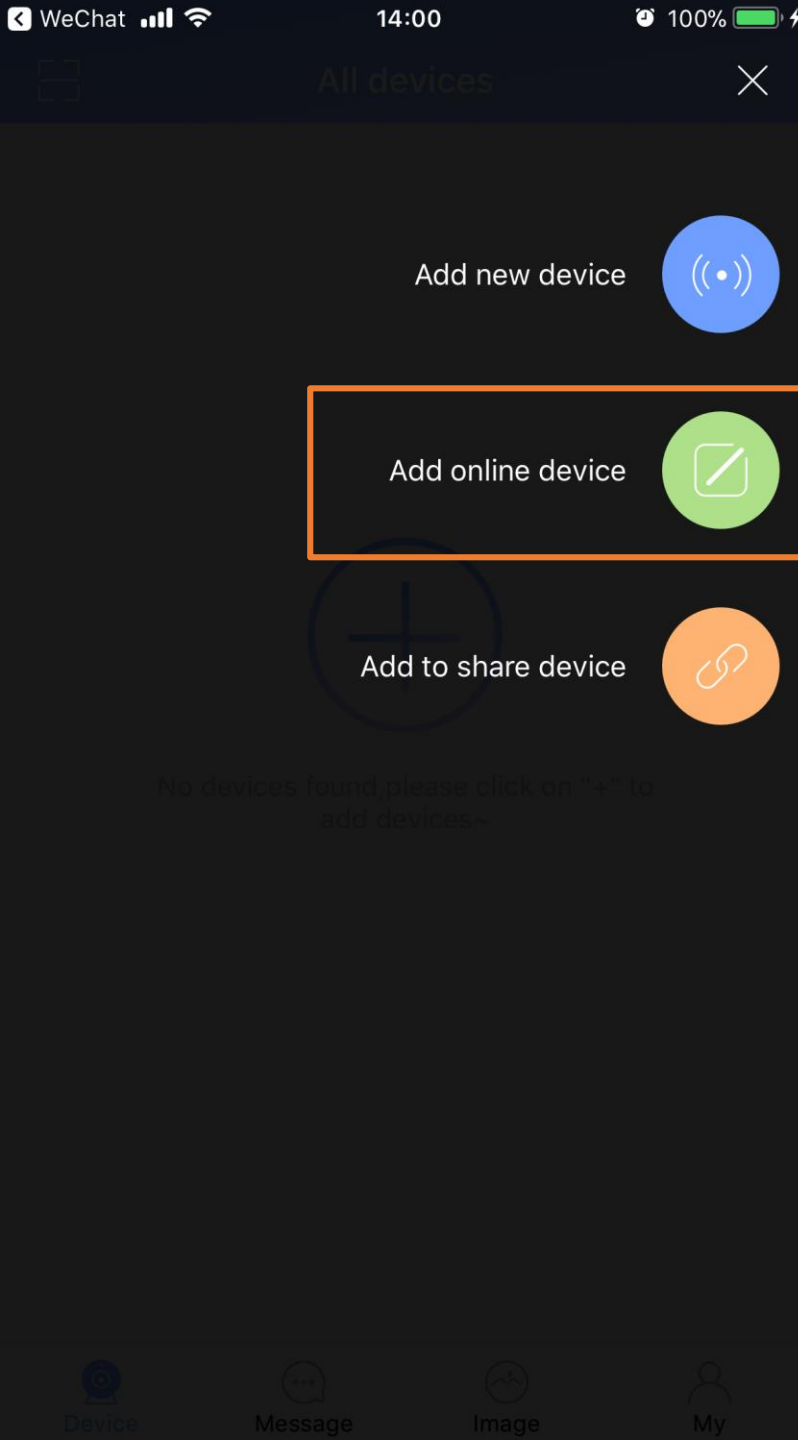 WeChat 14:00 100%
All devices
Add new device
Add online device
Add to share device
No devices found,please click on "+" to
add devices~
Device Message Image My